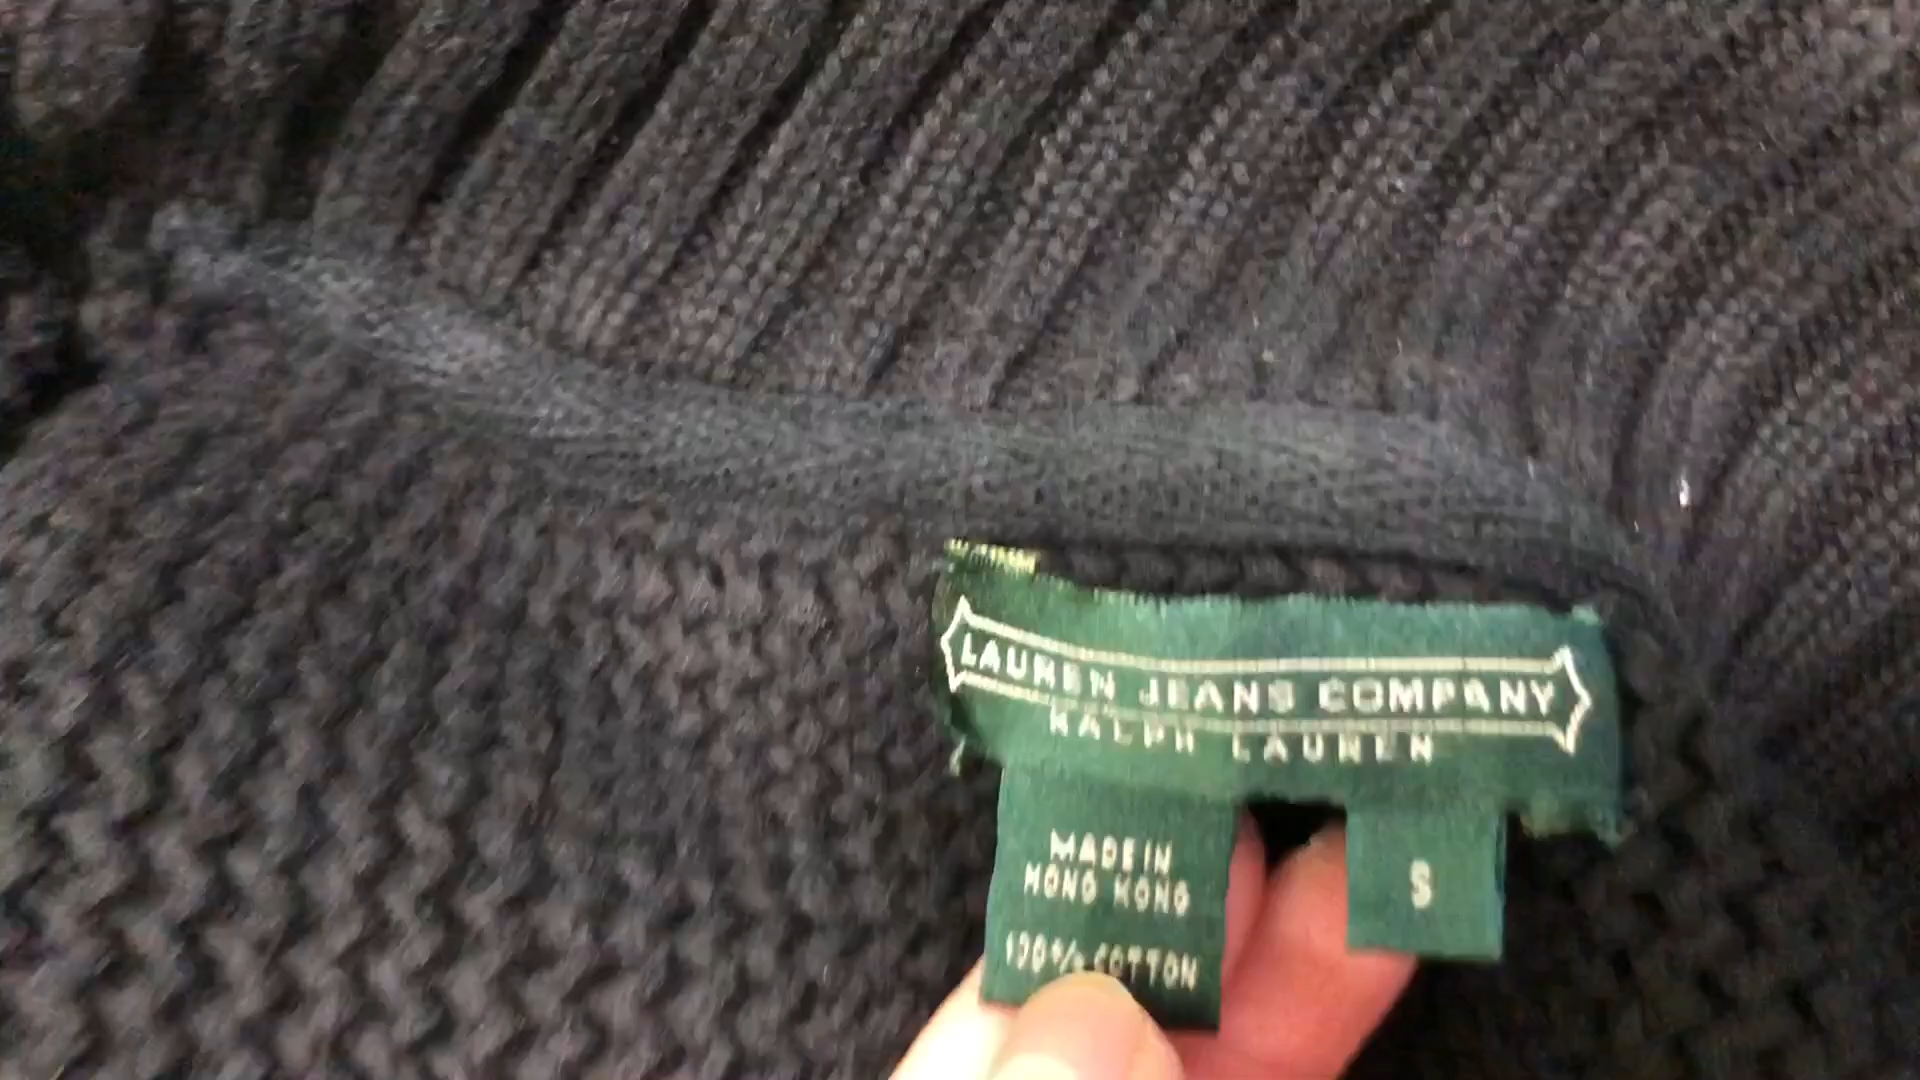 LAUREN JEANS COMPANY
RALPH LAUREN
MADE IN
HONG KONG
100% COTTON
S